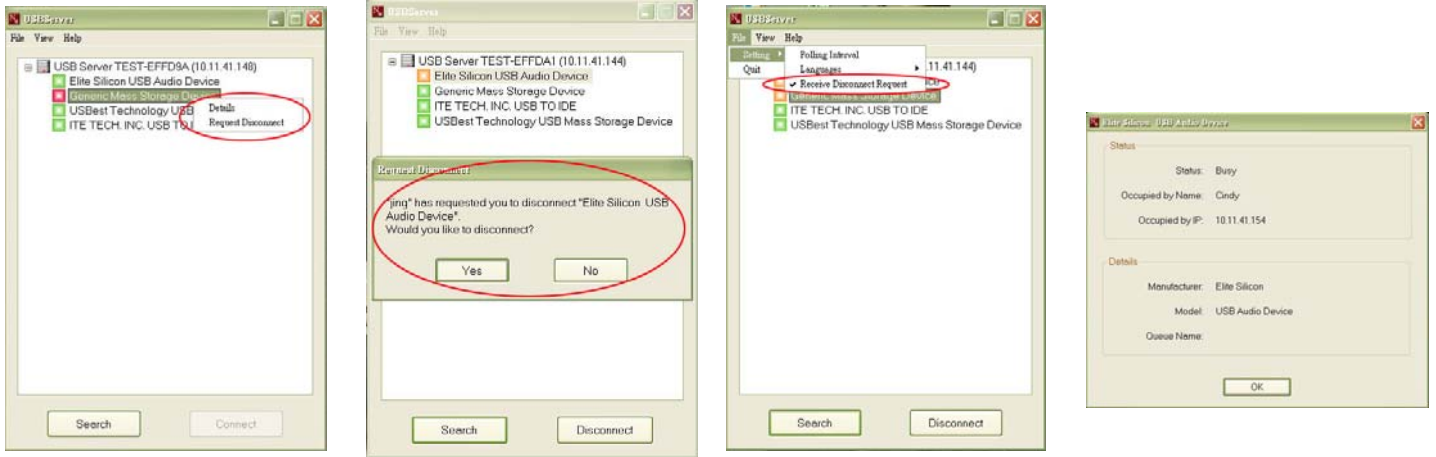 USBServer
File View Help
USB Server TEST-EFFD9A (10.11.41.148)
Elite Silicon USB Audio Device
Generic Mass Storage Device
USBest Technology USB
ITE TECH. INC. USB TO
Details
Request Disconnect
Search
Connect
USBServer
File View Help
USB Server TEST-EFFDA1 (10.11.41.144)
Elite Silicon USB Audio Device
Generic Mass Storage Device
ITE TECH. INC. USB TO IDE
USBest Technology USB Mass Storage Device
Request Disconnect
"jing" has requested you to disconnect "Elite Silicon USB
Audio Device".
Would you like to disconnect?
Yes
No
Search
Disconnect
USBServer
File View Help
Setting
Quit
Polling Interval
Languages
Receive Disconnect Request
.11.41.144)
Generic Mass Storage Device
ITE TECH. INC. USB TO IDE
USBest Technology USB Mass Storage Device
Search
Disconnect
Elite Silicon USB Audio Device
Status
Status: Busy
Occupied by Name: Cindy
Occupied by IP: 10.11.41.154
Details
Manufacturer: Elite Silicon
Model: USB Audio Device
Queue Name:
OK